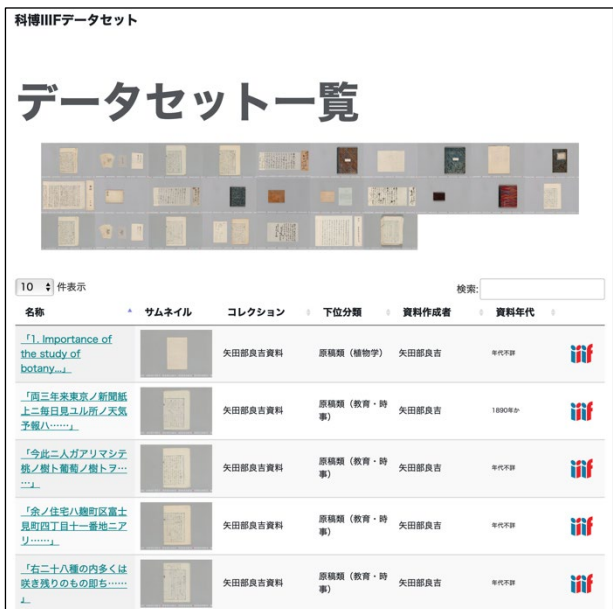 科博IIIFデータセット
データセット一覧
10 件表示
検索:
名称 サムネイル コレクション 下位分類 資料作成者 資料年代
「1. Importance of
the study of
botany...」
矢田部良吉資料 原稿類（植物学） 矢田部良吉 年代不詳 iiif
「両三年来東京ノ新聞紙
上ニ毎日見ユル所ノ天気
予報ハ……」
矢田部良吉資料 原稿類（教育・時
事） 矢田部良吉 1890年か iiif
「今此ニ人ガアリマシテ
桃ノ樹ト葡萄ノ樹トヲ…
…」
矢田部良吉資料 原稿類（教育・時
事） 矢田部良吉 年代不詳 iiif
「余ノ住宅ハ麹町区富士
見町四丁目十一番地ニア
リ……」
矢田部良吉資料 原稿類（教育・時
事） 矢田部良吉 年代不詳 iiif
「右二十八種の内多くは
咲き残りのもの即ち……
」
矢田部良吉資料 原稿類（教育・時
事） 矢田部良吉 年代不詳 iiif